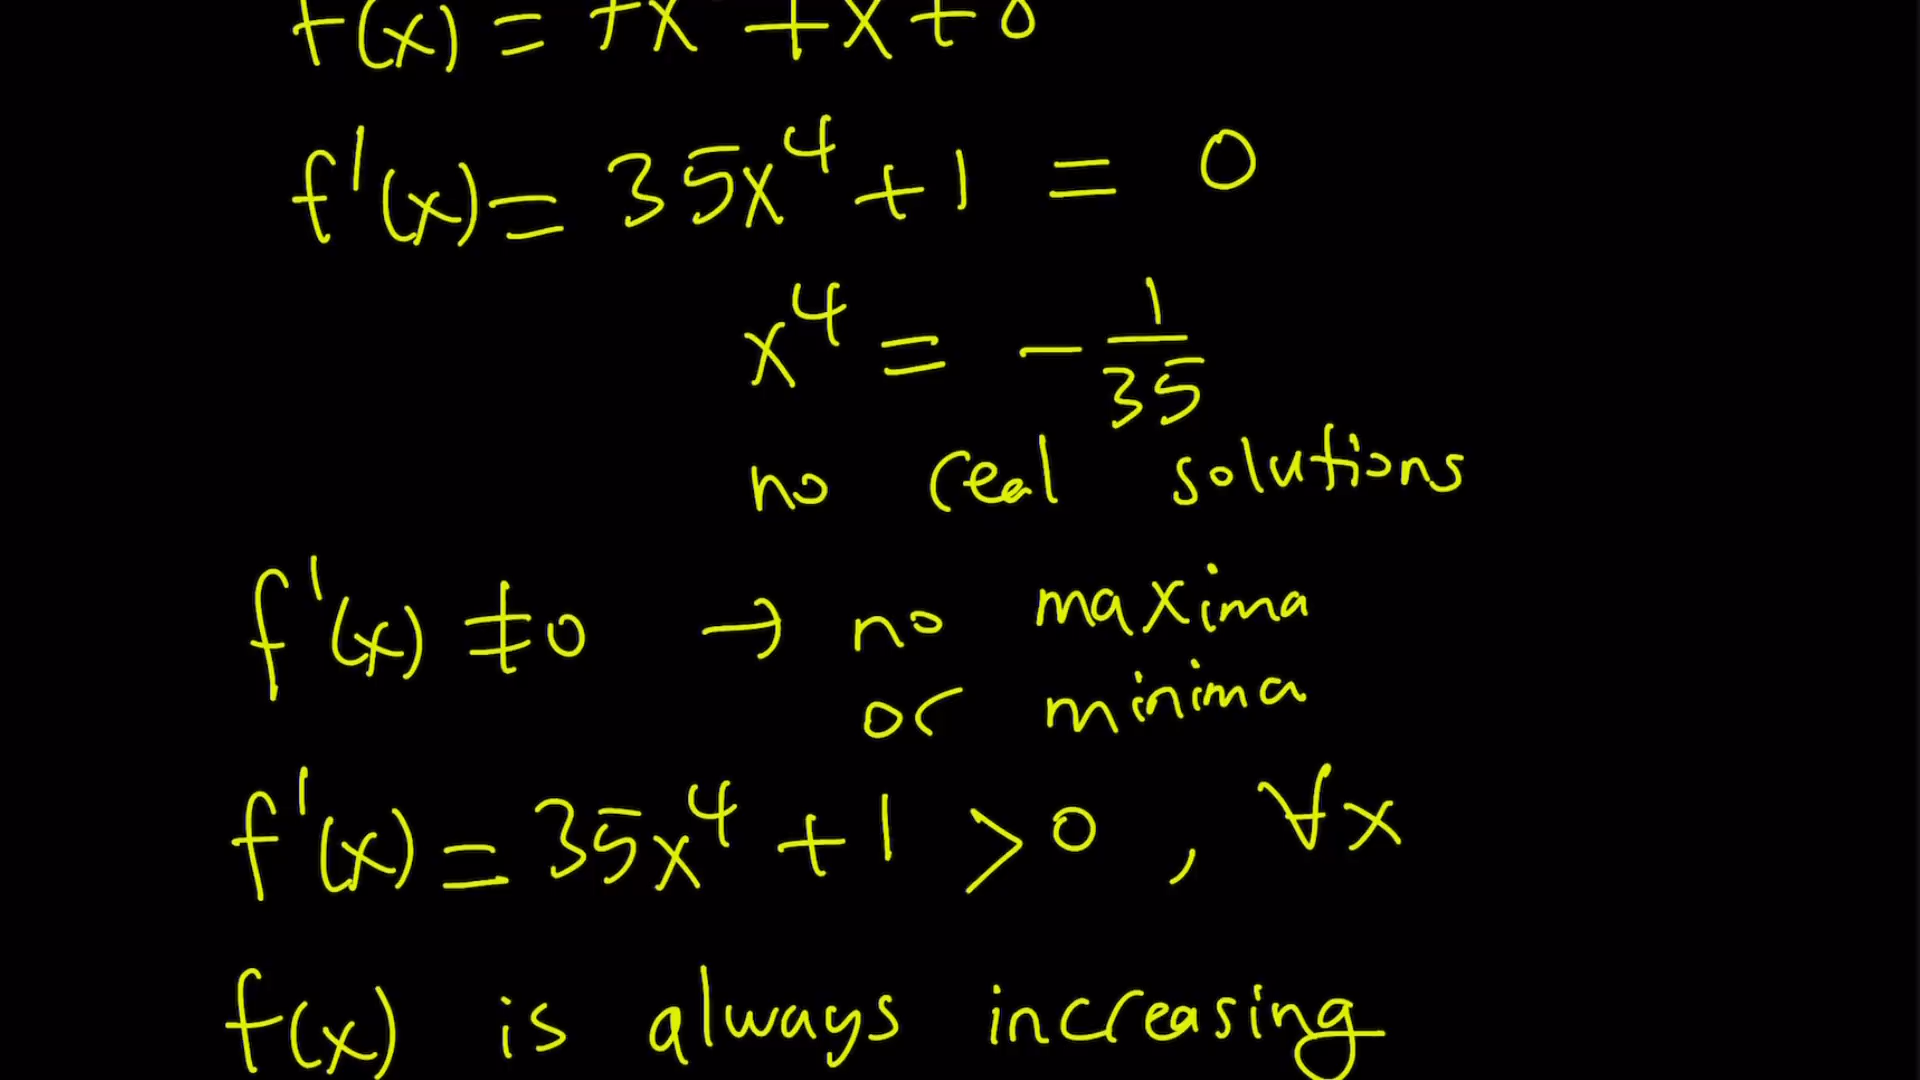 f(x) = 7x + x + 8
f'(x) = 35x⁴ + 1 = 0
x⁴ = - 1/35
no real solutions
f'(x) ≠ 0 → no maxima
or minima
f'(x) = 35x⁴ + 1 > 0 , ∀x
f(x) is always increasing